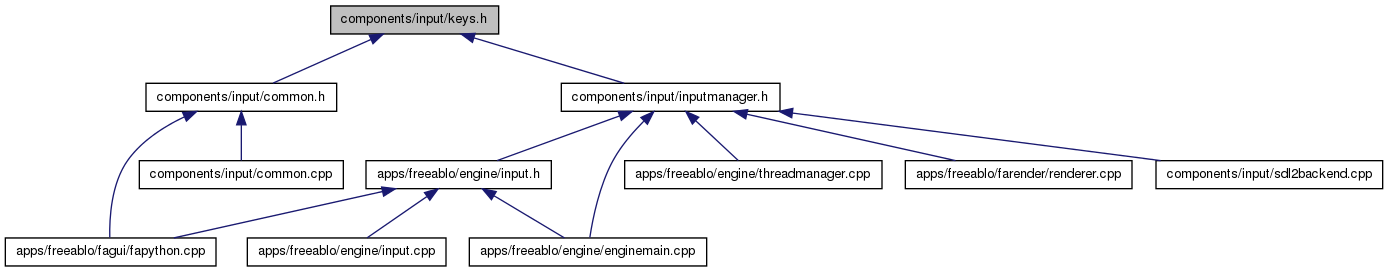 components/input/keys.h
components/input/common.h
components/input/inputmanager.h
components/input/common.cpp
apps/freeablo/engine/input.h
apps/freeablo/engine/threadmanager.cpp
apps/freeablo/farender/renderer.cpp
components/input/sdl2backend.cpp
apps/freeablo/fagui/fapython.cpp
apps/freeablo/engine/input.cpp
apps/freeablo/engine/enginemain.cpp